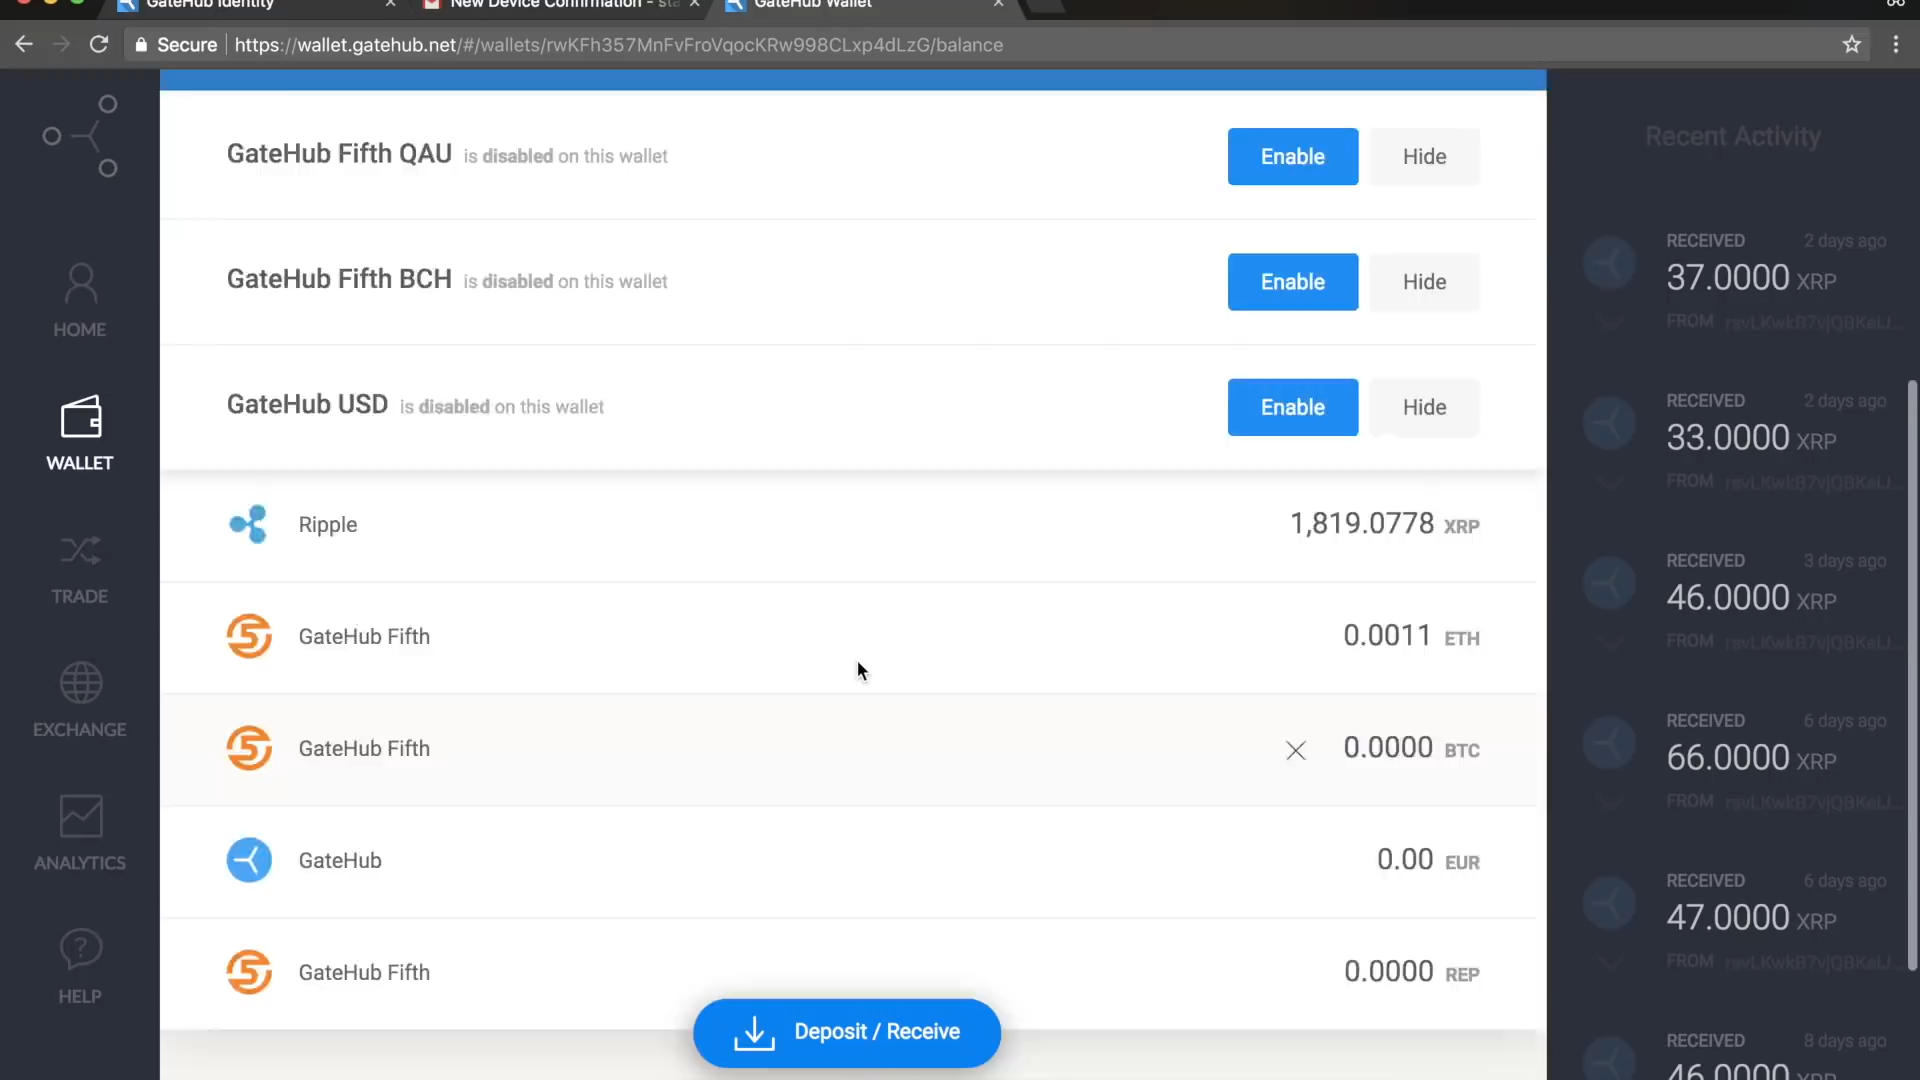 GateHub Identity
New Device Confirmation - sta
GateHub Wallet
Secure
https://wallet.gatehub.net/#/wallets/rwKFh357MnFvFroVqocKRw998CLxp4dLzG/balance
HOME
WALLET
TRADE
EXCHANGE
ANALYTICS
HELP
GateHub Fifth QAU is disabled on this wallet
Enable
Hide
GateHub Fifth BCH is disabled on this wallet
Enable
Hide
GateHub USD is disabled on this wallet
Enable
Hide
Ripple
1,819.0778 XRP
GateHub Fifth
0.0011 ETH
GateHub Fifth
0.0000 BTC
GateHub
0.00 EUR
GateHub Fifth
0.0000 REP
Deposit / Receive
Recent Activity
RECEIVED 2 days ago
37.0000 XRP
FROM
RECEIVED 2 days ago
33.0000 XRP
FROM
RECEIVED 3 days ago
46.0000 XRP
FROM
RECEIVED 6 days ago
66.0000 XRP
FROM
RECEIVED 6 days ago
47.0000 XRP
FROM
RECEIVED 8 days ago
46.0000 XRP